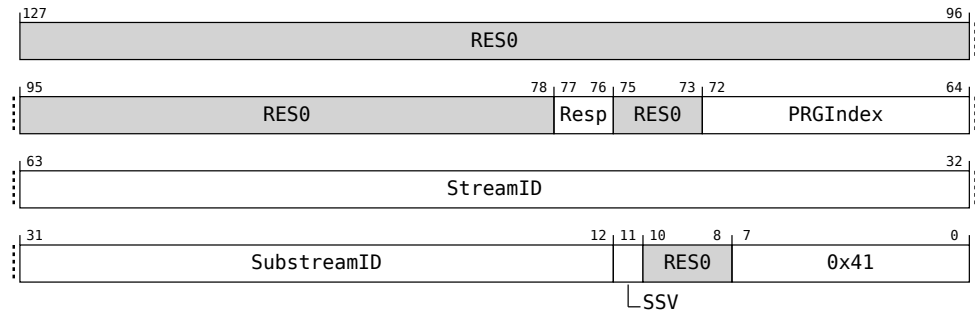 127 96
RES0
95 78 77 76 75 73 72 64
RES0 Resp RES0 PRGIndex
63 32
StreamID
31 12 11 10 8 7 0
SubstreamID RES0 0x41
SSV